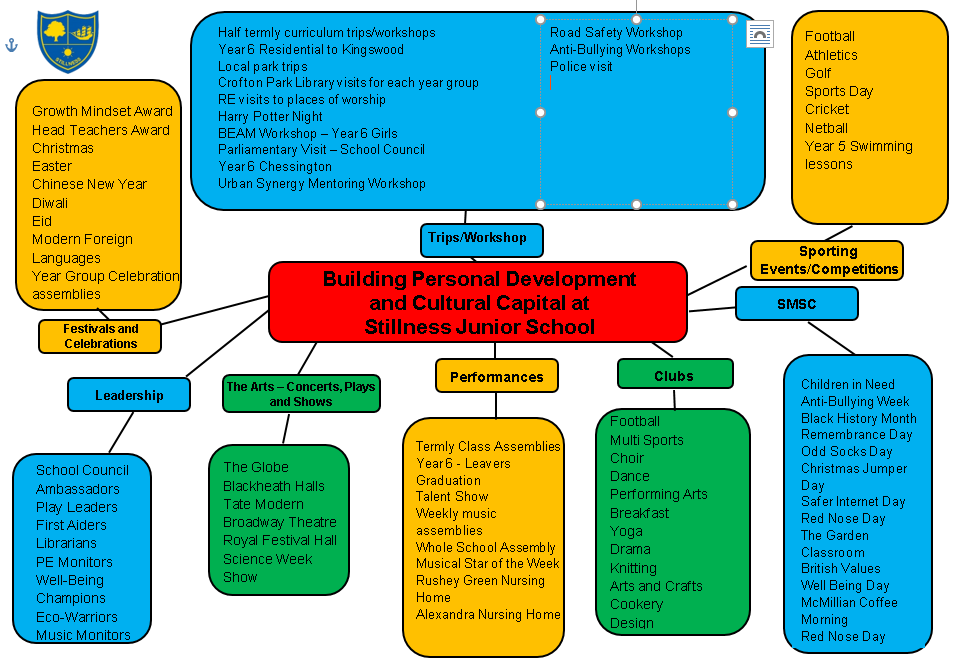 STILLNESS
Half termly curriculum trips/workshops
Year 6 Residential to Kingswood
Local park trips
Crofton Park Library visits for each year group
RE visits to places of worship
Harry Potter Night
BEAM Workshop – Year 6 Girls
Parliamentary Visit – School Council
Year 6 Chessington
Urban Synergy Mentoring Workshop
Road Safety Workshop
Anti-Bullying Workshops
Police visit
Football
Athletics
Golf
Sports Day
Cricket
Netball
Year 5 Swimming
lessons
Growth Mindset Award
Head Teachers Award
Christmas
Easter
Chinese New Year
Diwali
Eid
Modern Foreign
Languages
Year Group Celebration
assemblies
Trips/Workshop
Sporting
Events/Competitions
Building Personal Development
and Cultural Capital at
Stillness Junior School
SMSC
Festivals and
Celebrations
Leadership
The Arts – Concerts, Plays
and Shows
Performances
Clubs
School Council
Ambassadors
Play Leaders
First Aiders
Librarians
PE Monitors
Well-Being
Champions
Eco-Warriors
Music Monitors
The Globe
Blackheath Halls
Tate Modern
Broadway Theatre
Royal Festival Hall
Science Week
Show
Termly Class Assemblies
Year 6 - Leavers
Graduation
Talent Show
Weekly music
assemblies
Whole School Assembly
Musical Star of the Week
Rushey Green Nursing
Home
Alexandra Nursing Home
Football
Multi Sports
Choir
Dance
Performing Arts
Breakfast
Yoga
Drama
Knitting
Arts and Crafts
Cookery
Design
Children in Need
Anti-Bullying Week
Black History Month
Remembrance Day
Odd Socks Day
Christmas Jumper
Day
Safer Internet Day
Red Nose Day
The Garden
Classroom
British Values
Well Being Day
McMillian Coffee
Morning
Red Nose Day